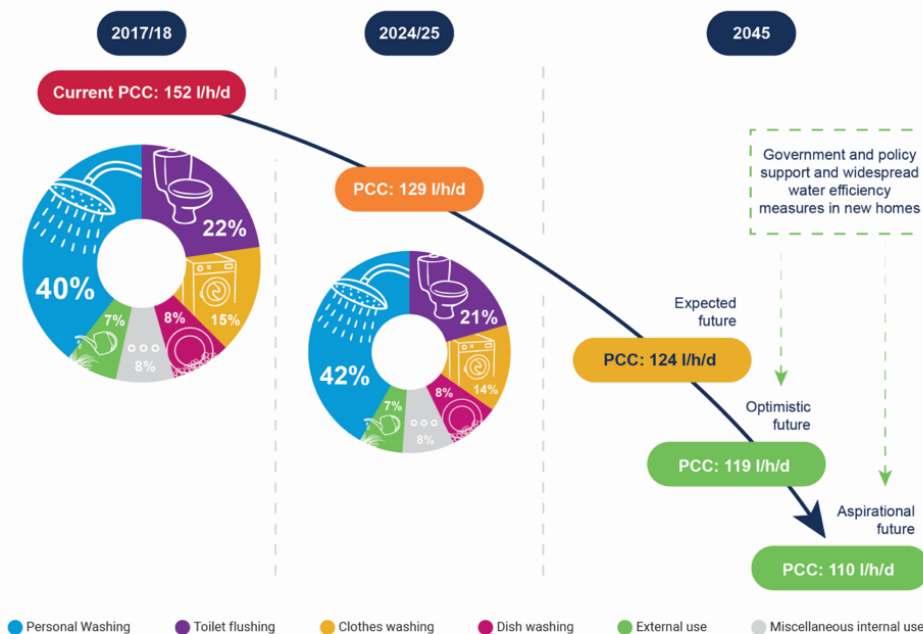 2017/18
2024/25
2045
Current PCC: 152 l/h/d
PCC: 129 l/h/d
Government and policy
support and widespread
water efficiency
measures in new homes
22%
40%
15%
7%
8%
8%
21%
42%
14%
7%
8%
8%
Expected
future
PCC: 124 l/h/d
Optimistic
future
PCC: 119 l/h/d
Aspirational
future
PCC: 110 l/h/d
Personal Washing
Toilet flushing
Clothes washing
Dish washing
External use
Miscellaneous internal use